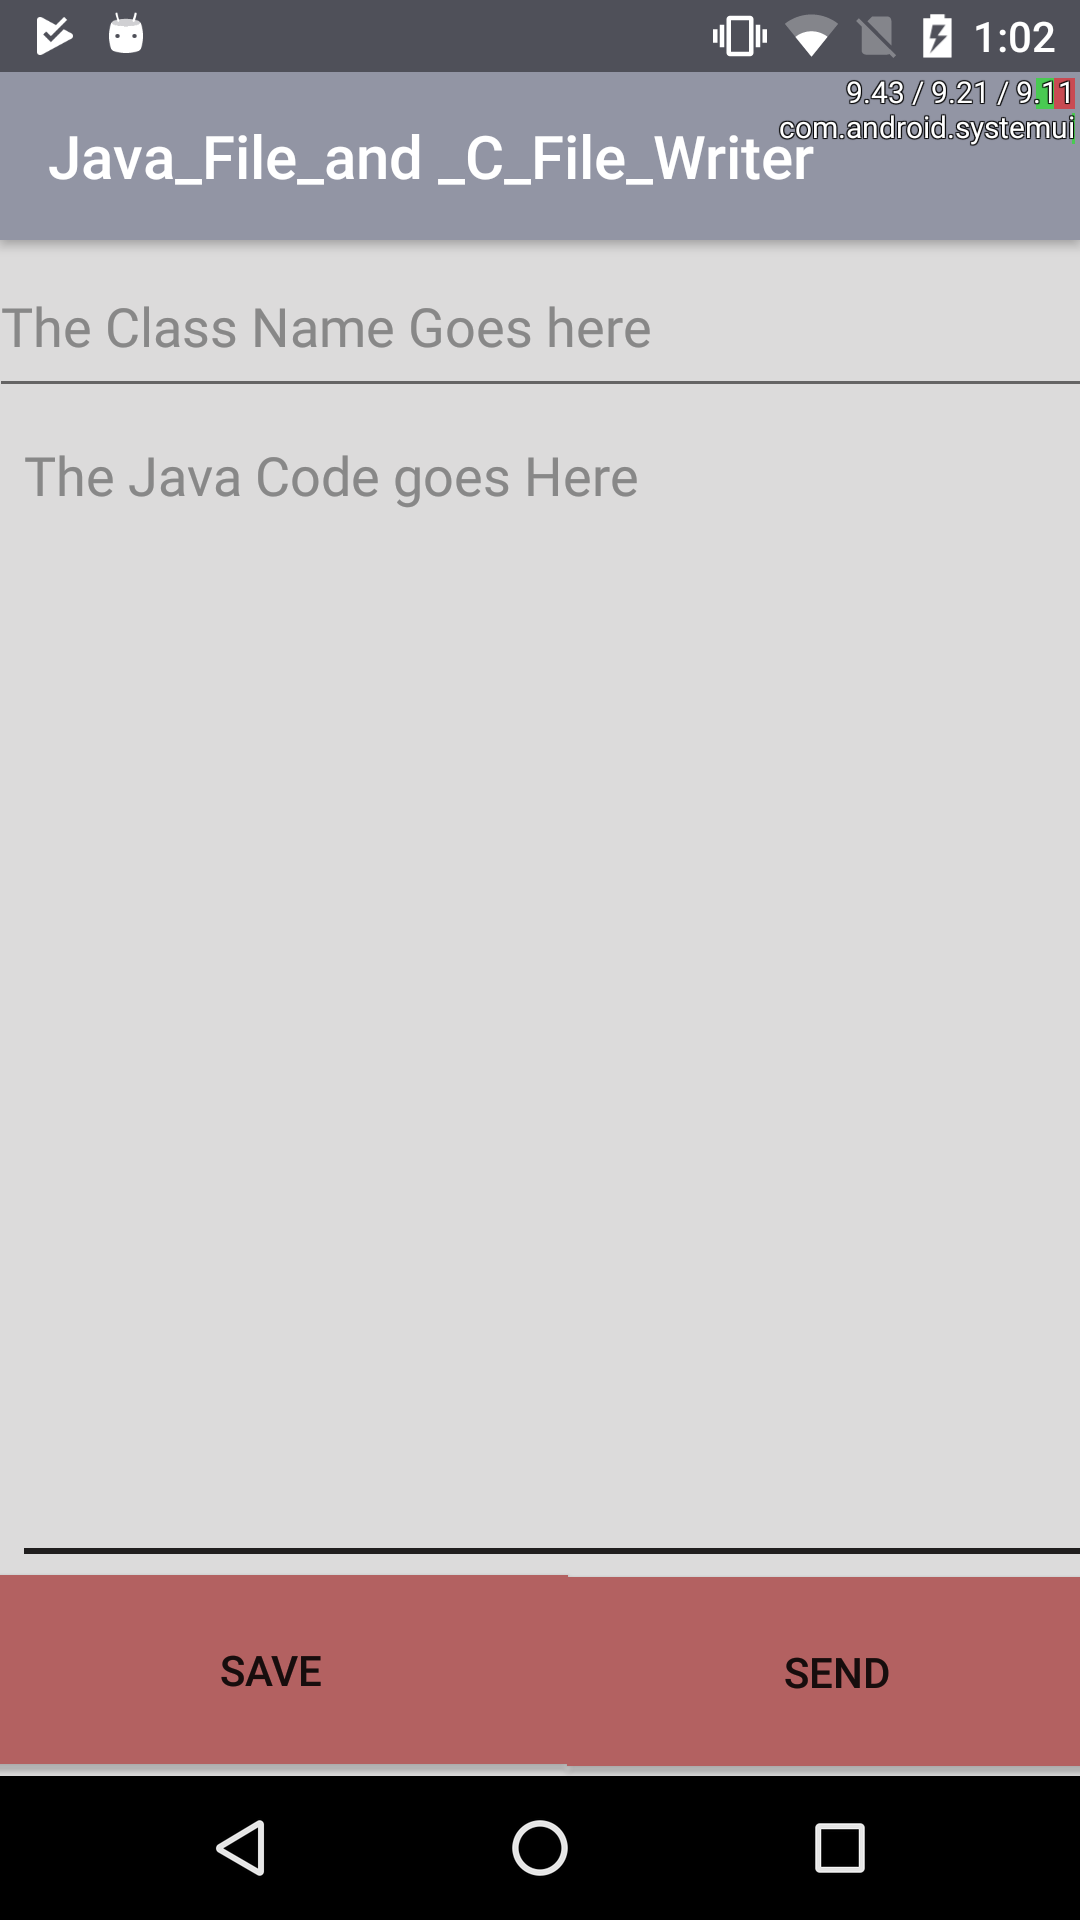 1:02
9.43 / 9.21 / 9.11
com.android.systemui
Java_File_and _C_File_Writer
The Class Name Goes here
The Java Code goes Here
SAVE
SEND